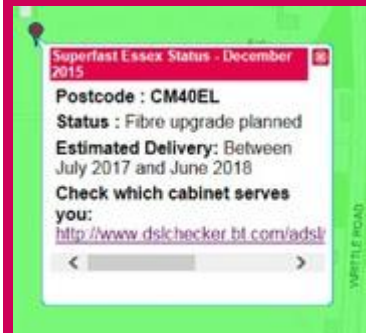 Superfast Essex Status - December
2015
Postcode : CM40EL
Status : Fibre upgrade planned
Estimated Delivery: Between
July 2017 and June 2018
Check which cabinet serves
you:
http://www.dslchecker.bt.com/adsl/
WRITTLE ROAD